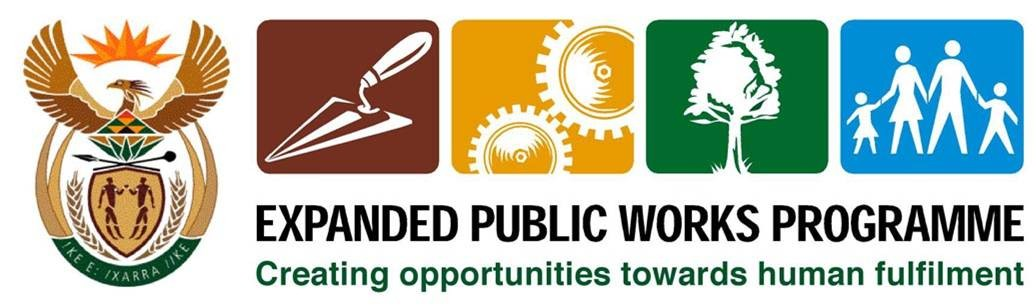 !KE E: /XARRA //KE
EXPANDED PUBLIC WORKS PROGRAMME
Creating opportunities towards human fulfilment